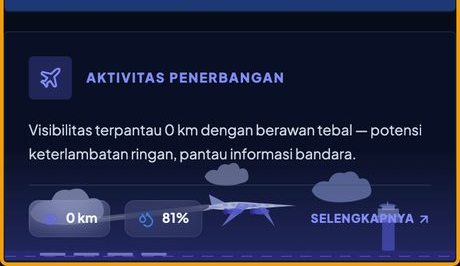 AKTIVITAS PENERBANGAN
Visibilitas terpantau 0 km dengan berawan tebal — potensi
keterlambatan ringan, pantau informasi bandara.
0 km 81% SELENGKAPNYA